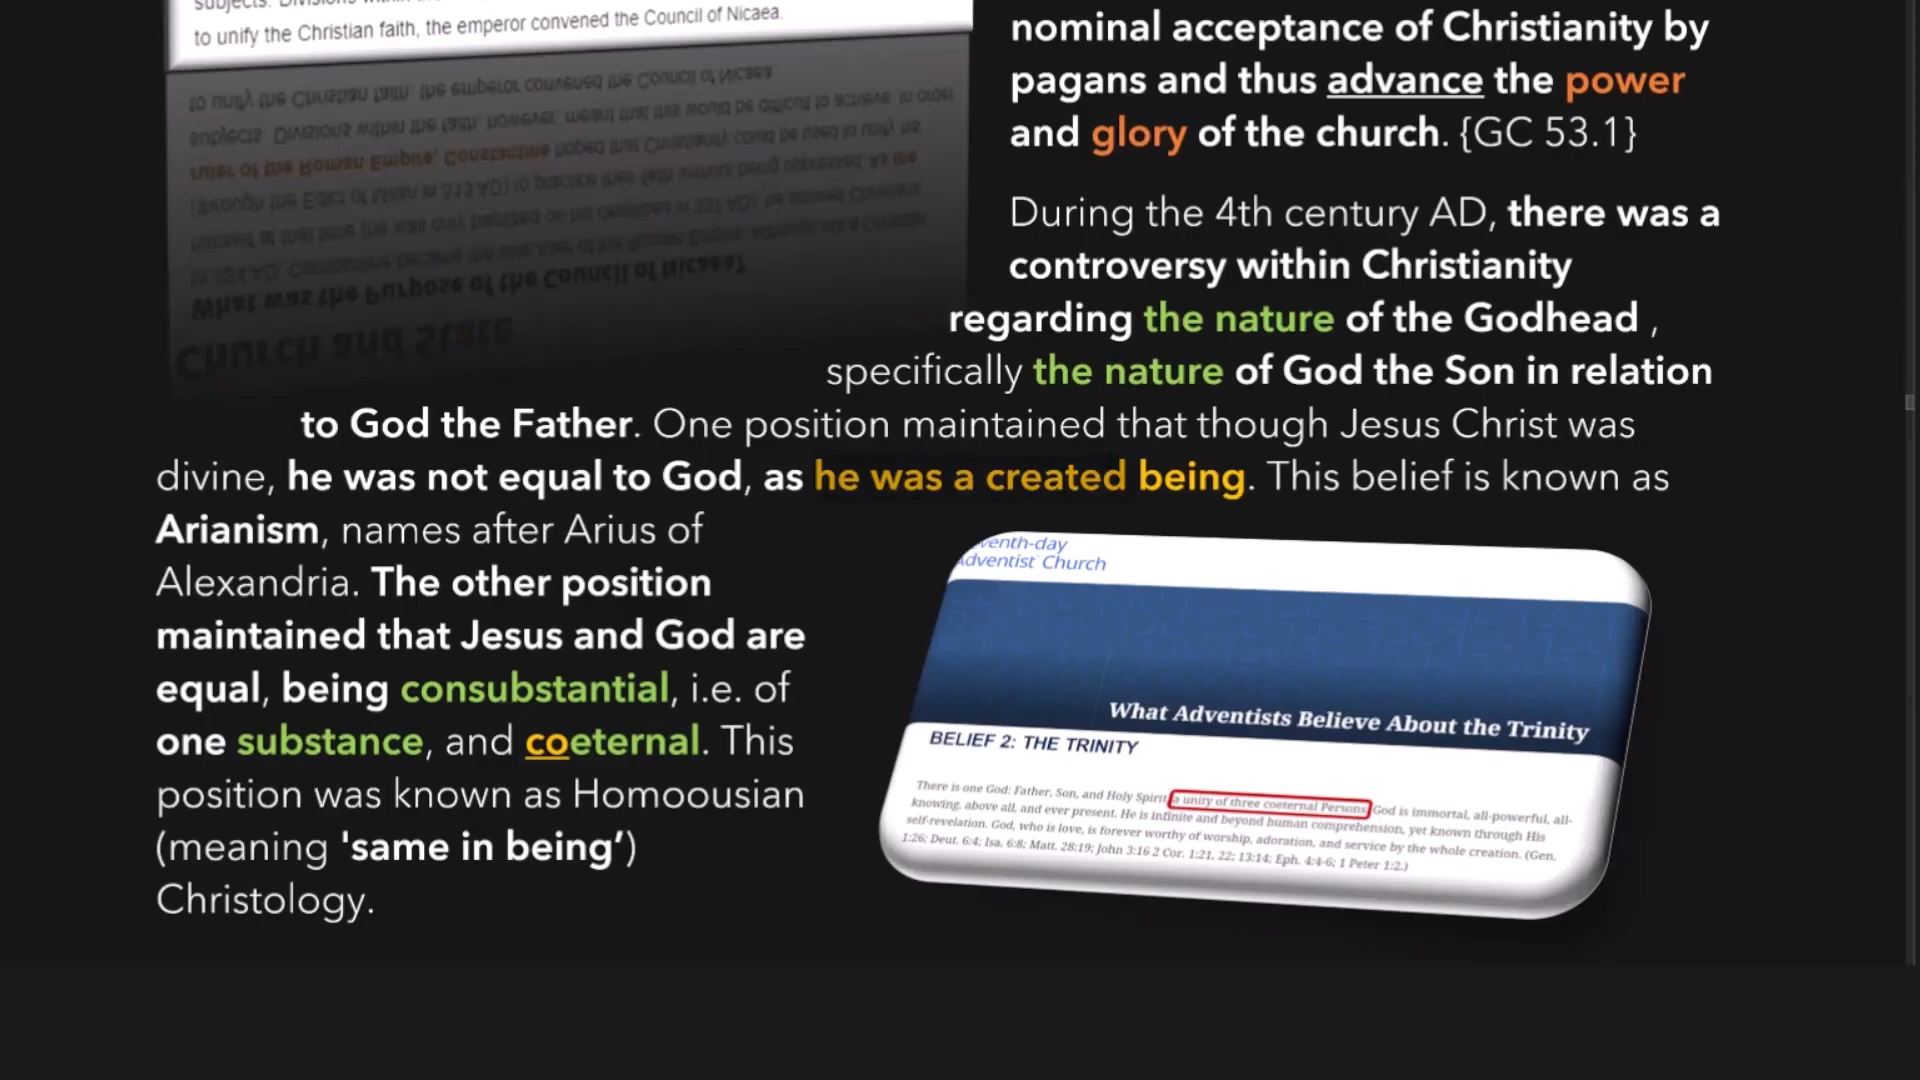 to unify the Christian faith, the emperor convened the Council of Nicaea.
nominal acceptance of Christianity by
pagans and thus advance the power
and glory of the church. {GC 53.1}
During the 4th century AD, there was a
controversy within Christianity
regarding the nature of the Godhead ,
specifically the nature of God the Son in relation
to God the Father. One position maintained that though Jesus Christ was
divine, he was not equal to God, as he was a created being. This belief is known as
Arianism, names after Arius of
Alexandria. The other position
maintained that Jesus and God are
equal, being consubstantial, i.e. of
one substance, and coeternal. This
position was known as Homoousian
(meaning 'same in being’)
Christology.
Adventist Church
What Adventists Believe About the Trinity
BELIEF 2: THE TRINITY
There is one God: Father, Son, and Holy Spirit, a unity of three coeternal Persons. God is immortal, all-powerful, all-
knowing, above all, and ever present. He is infinite and beyond human comprehension, yet known through His
self-revelation. God, who is love, is forever worthy of worship, adoration, and service by the whole creation. (Gen.
1:26; Deut. 6:4; Isa. 6:8; Matt. 28:19; John 3:16 2 Cor. 1:21, 22; 13:14; Eph. 4:4-6; 1 Peter 1:2.)